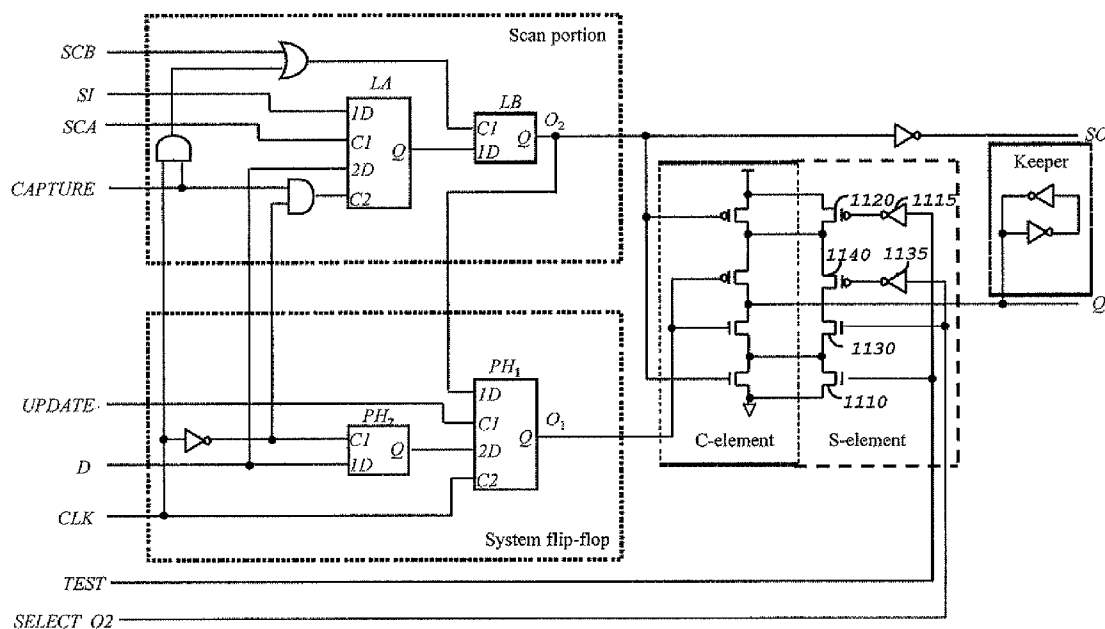 Scan portion
SCB
SI
SCA
CAPTURE
LA
1D
C1
2D
C2
Q
LB
C1
1D
Q
O2
SO
Keeper
1120
1115
1140
1135
1130
1110
Q
C-element
S-element
UPDATE
D
CLK
PH1
1D
C1
2D
C2
Q
O1
PH2
C1
1D
Q
System flip-flop
TEST
SELECT_O2